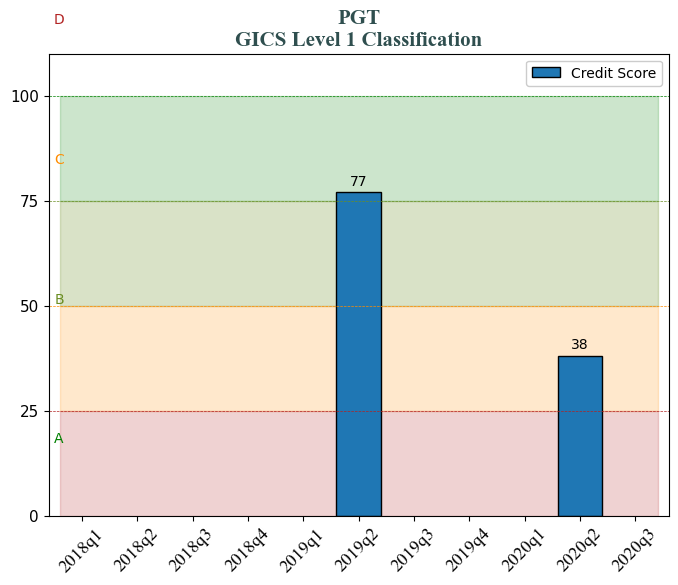 D
PGT
GICS Level 1 Classification
Credit Score
100
C
77
75
B
50
38
25
A
0
2018q1 2018q2 2018q3 2018q4 2019q1 2019q2 2019q3 2019q4 2020q1 2020q2 2020q3